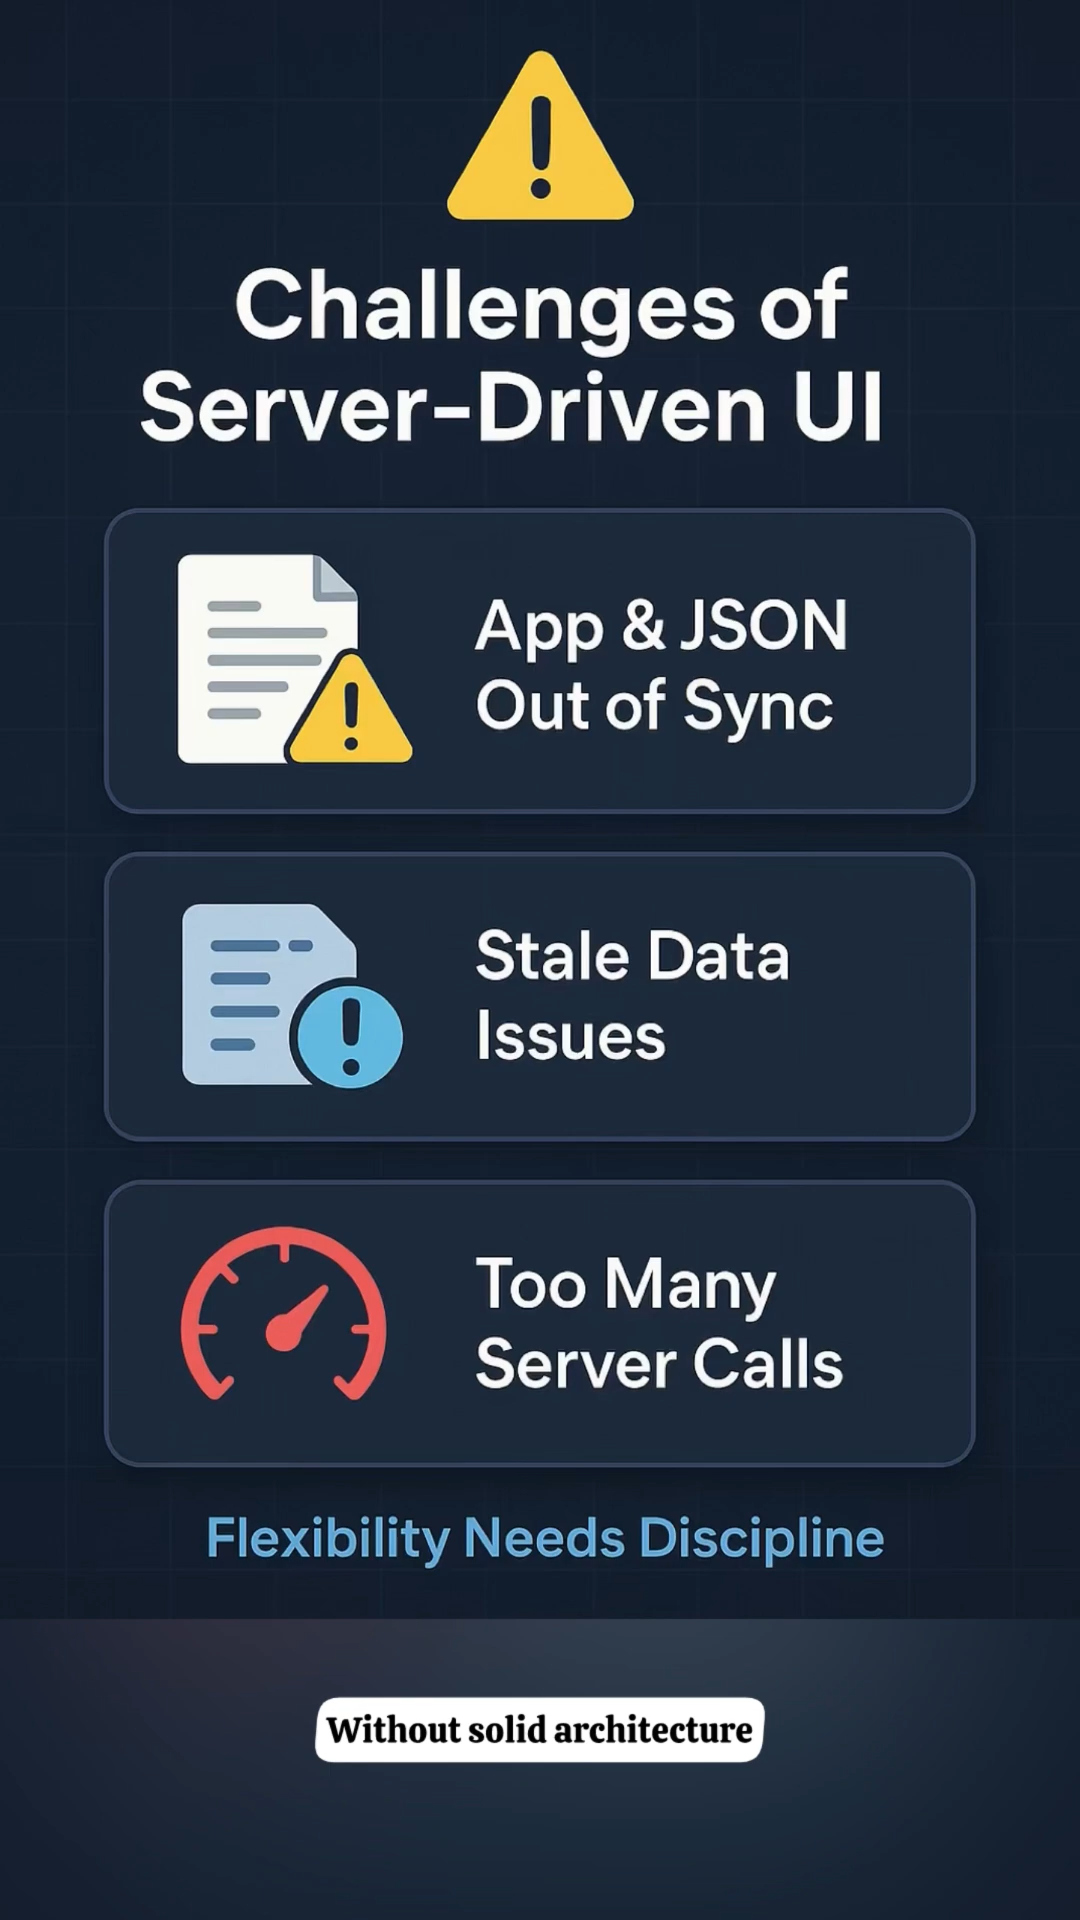 Challenges of
Server-Driven UI
App & JSON
Out of Sync
Stale Data
Issues
Too Many
Server Calls
Flexibility Needs Discipline
Without solid architecture